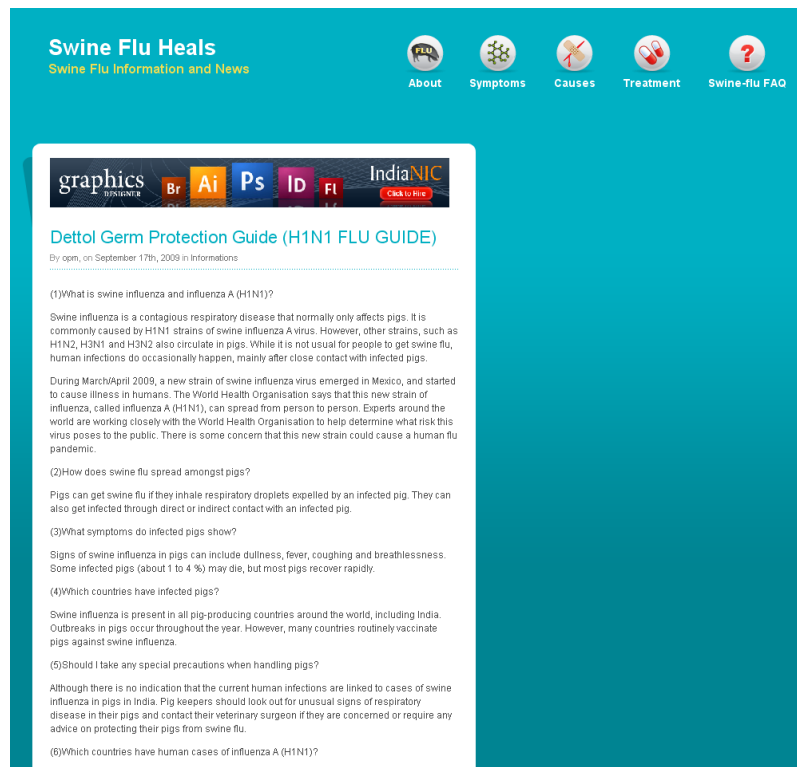 Swine Flu Heals
Swine Flu Information and News
FLU
About
Symptoms
Causes
Treatment
?
Swine-flu FAQ
graphics
DESIGNER
Br
Ai
Ps
ID
FL
IndiaNIC
Click to Hire
Dettol Germ Protection Guide (H1N1 FLU GUIDE)
By opm, on September 17th, 2009 in Informations
(1)What is swine influenza and influenza A (H1N1)?
Swine influenza is a contagious respiratory disease that normally only affects pigs. It is
commonly caused by H1N1 strains of swine influenza A virus. However, other strains, such as
H1N2, H3N1 and H3N2 also circulate in pigs. While it is not usual for people to get swine flu,
human infections do occasionally happen, mainly after close contact with infected pigs.
During March/April 2009, a new strain of swine influenza virus emerged in Mexico, and started
to cause illness in humans. The World Health Organisation says that this new strain of
influenza, called influenza A (H1N1), can spread from person to person. Experts around the
world are working closely with the World Health Organisation to help determine what risk this
virus poses to the public. There is some concern that this new strain could cause a human flu
pandemic.
(2)How does swine flu spread amongst pigs?
Pigs can get swine flu if they inhale respiratory droplets expelled by an infected pig. They can
also get infected through direct or indirect contact with an infected pig.
(3)What symptoms do infected pigs show?
Signs of swine influenza in pigs can include dullness, fever, coughing and breathlessness.
Some infected pigs (about 1 to 4 %) may die, but most pigs recover rapidly.
(4)Which countries have infected pigs?
Swine influenza is present in all pig-producing countries around the world, including India.
Outbreaks in pigs occur throughout the year. However, many countries routinely vaccinate
pigs against swine influenza.
(5)Should I take any special precautions when handling pigs?
Although there is no indication that the current human infections are linked to cases of swine
influenza in pigs in India. Pig keepers should look out for unusual signs of respiratory
disease in their pigs and contact their veterinary surgeon if they are concerned or require any
advice on protecting their pigs from swine flu.
(6)Which countries have human cases of influenza A (H1N1)?